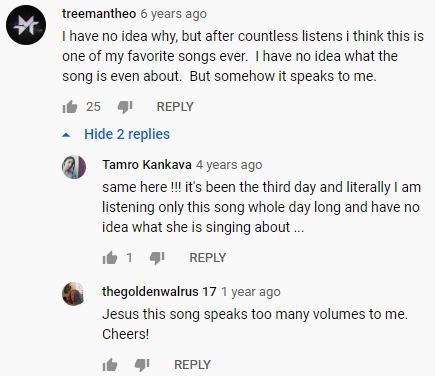 treemantheo 6 years ago
I have no idea why, but after countless listens i think this is
one of my favorite songs ever.  I have no idea what the
song is even about.  But somehow it speaks to me.
25 REPLY
Hide 2 replies
Tamro Kankava 4 years ago
same here !!! it's been the third day and literally I am
listening only this song whole day long and have no
idea what she is singing about ...
1 REPLY
thegoldenwalrus 17 1 year ago
Jesus this song speaks too many volumes to me.
Cheers!
REPLY